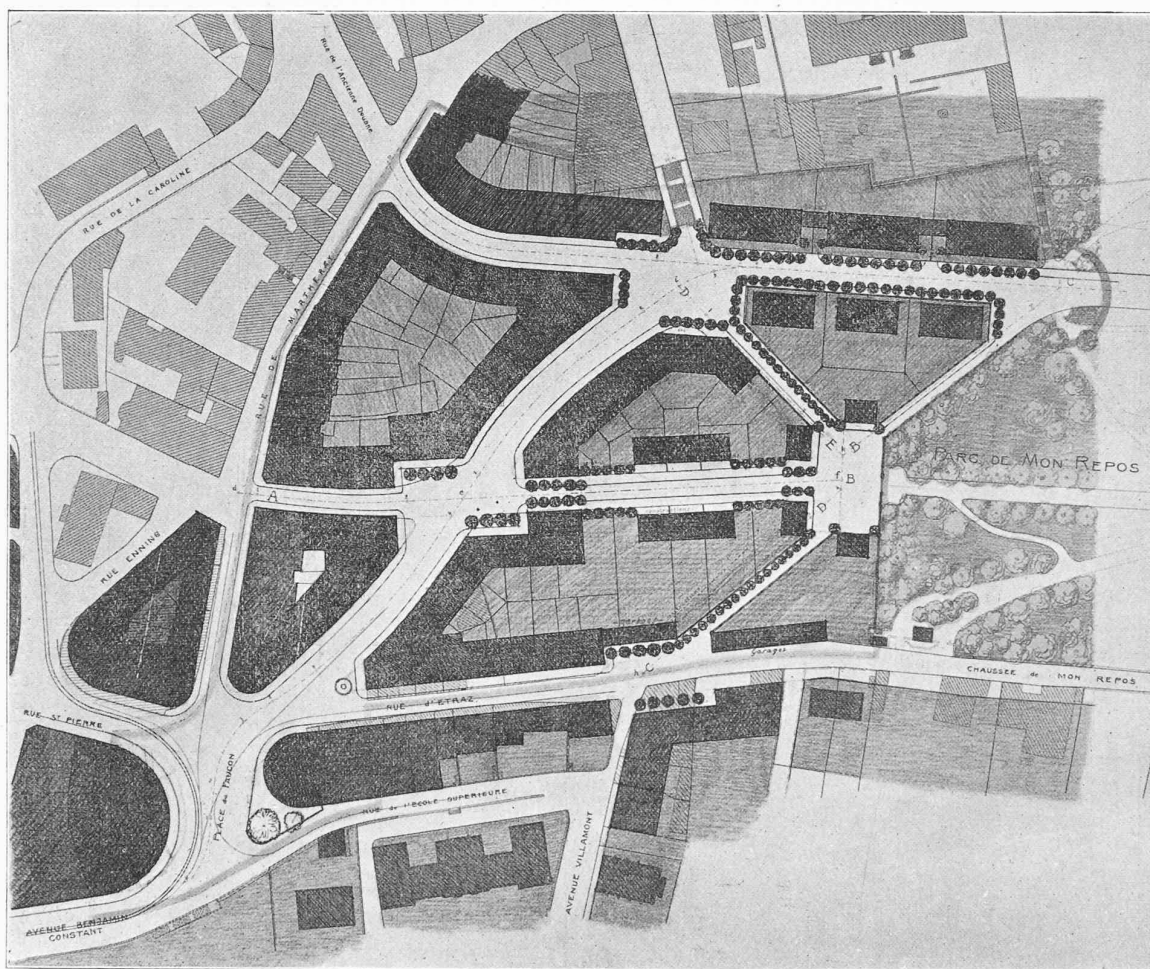 Rue de l'Ancienne Douane
RUE DE LA CAROLINE
RUE DE MARTHERAY
D
C
E
B
PARC DE MON REPOS
B
A
D
RUE ENNING
C
Garages
CHAUSSEE de MON REPOS
RUE d'ETRAZ
RUE St PIERRE
PLACE du FAUCON
RUE de l'ECOLE SUPERIEURE
AVENUE VILLAMONT
AVENUE BENJAMIN
CONSTANT